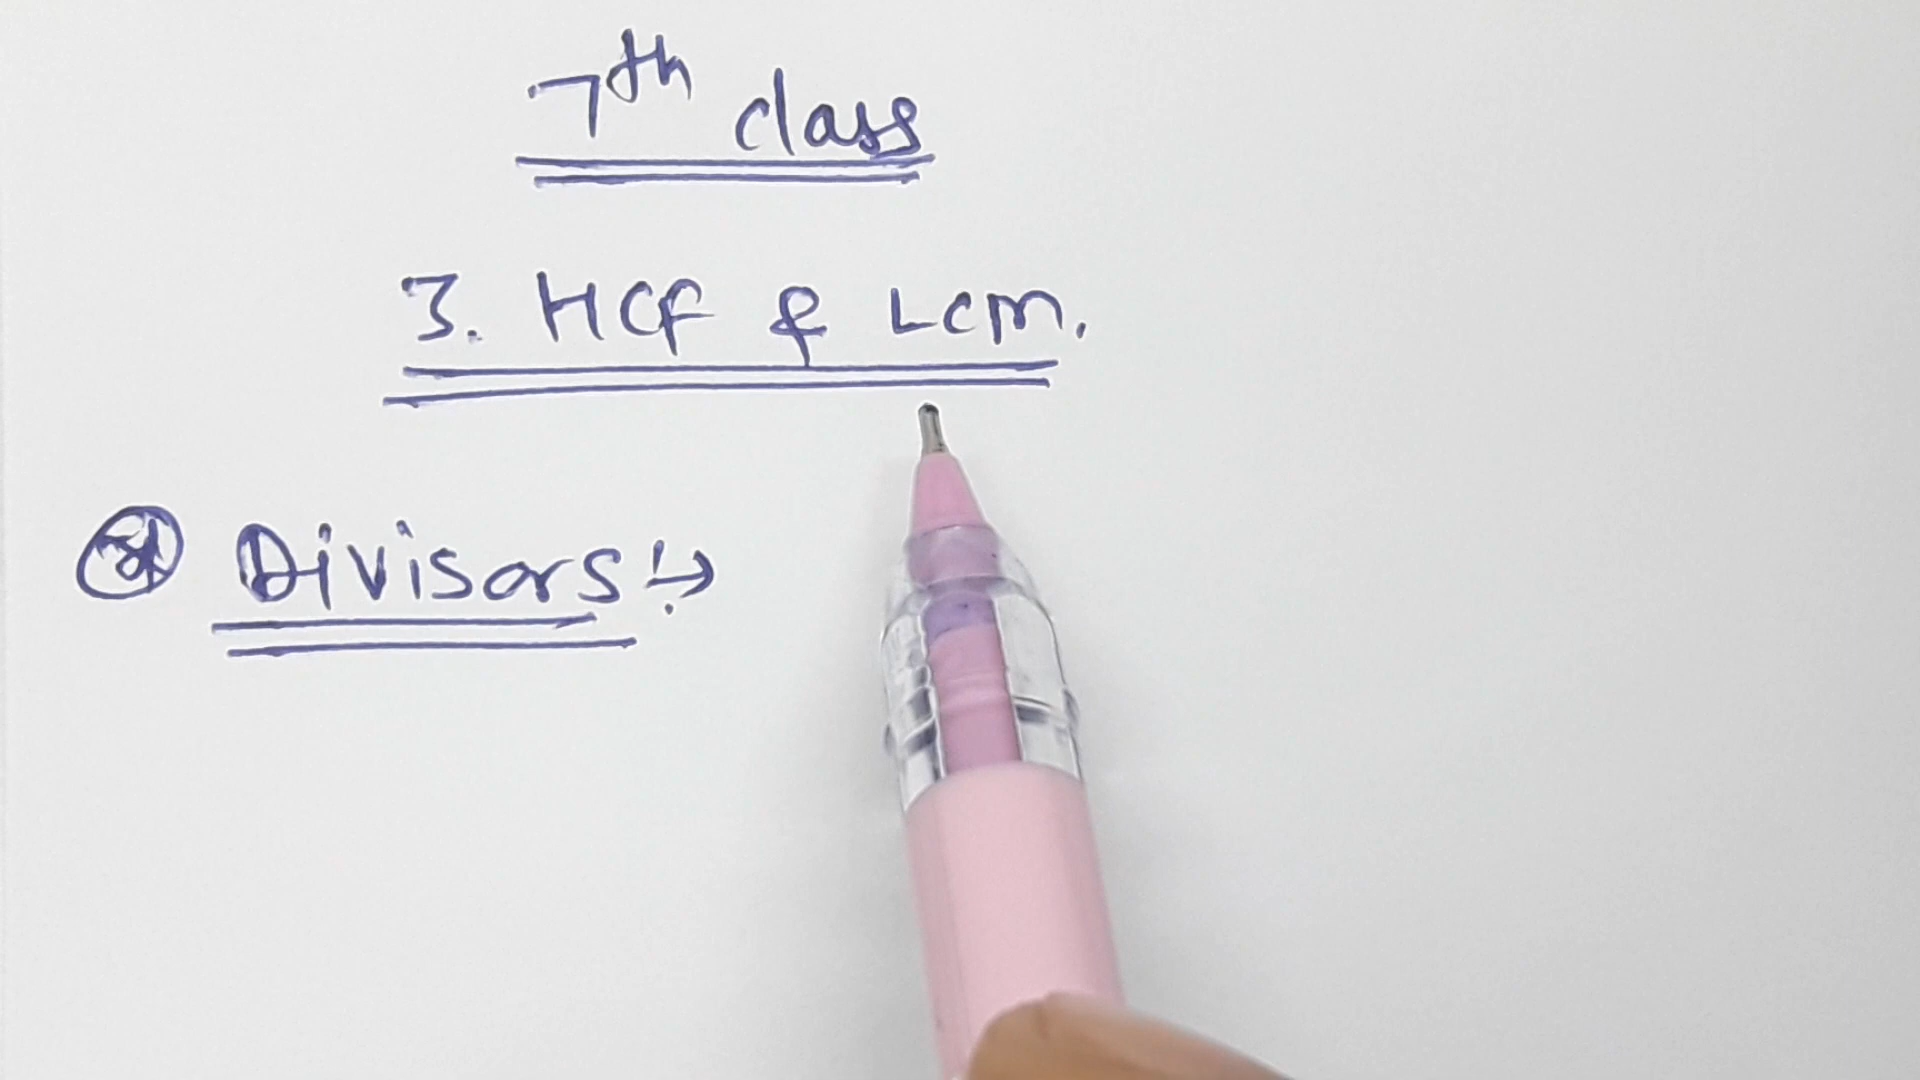 7th class
3. HCF & LCM.
Divisors :→